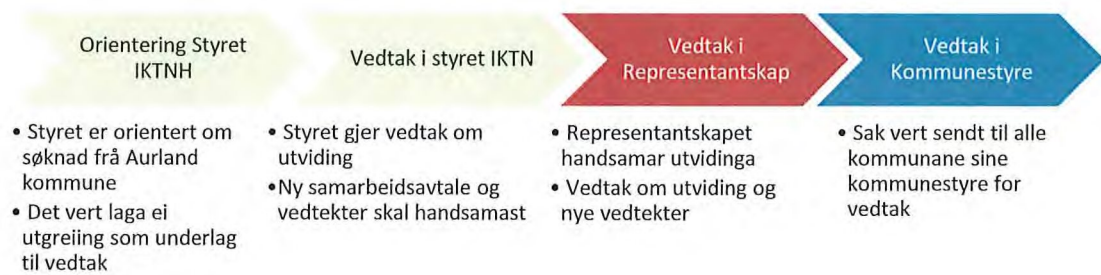 Orientering Styret
IKTNH
Vedtak i styret IKTN
Vedtak i
Representantskap
Vedtak i
Kommunestyre
• Styret er orientert om
søknad frå Aurland
kommune
• Det vert laga ei
utgreiing som underlag
til vedtak
• Styret gjer vedtak om
utviding
• Ny samarbeidsavtale og
vedtekter skal handsamast
• Representantskapet
handsamar utvidinga
• Vedtak om utviding og
nye vedtekter
• Sak vert sendt til alle
kommunane sine
kommunestyre for
vedtak